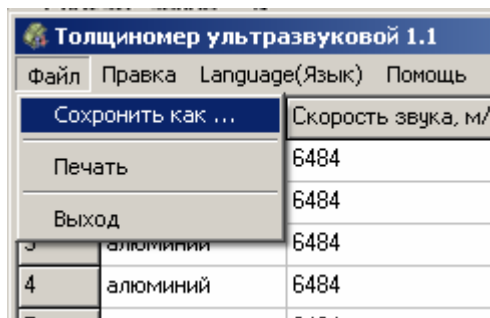 Толщиномер ультразвуковой 1.1
Файл Правка Language(Язык) Помощь
Сохронить как ...
Скорость звука, м/
Печать
6484
6484
Выход
алюминий 6484
4 алюминий 6484